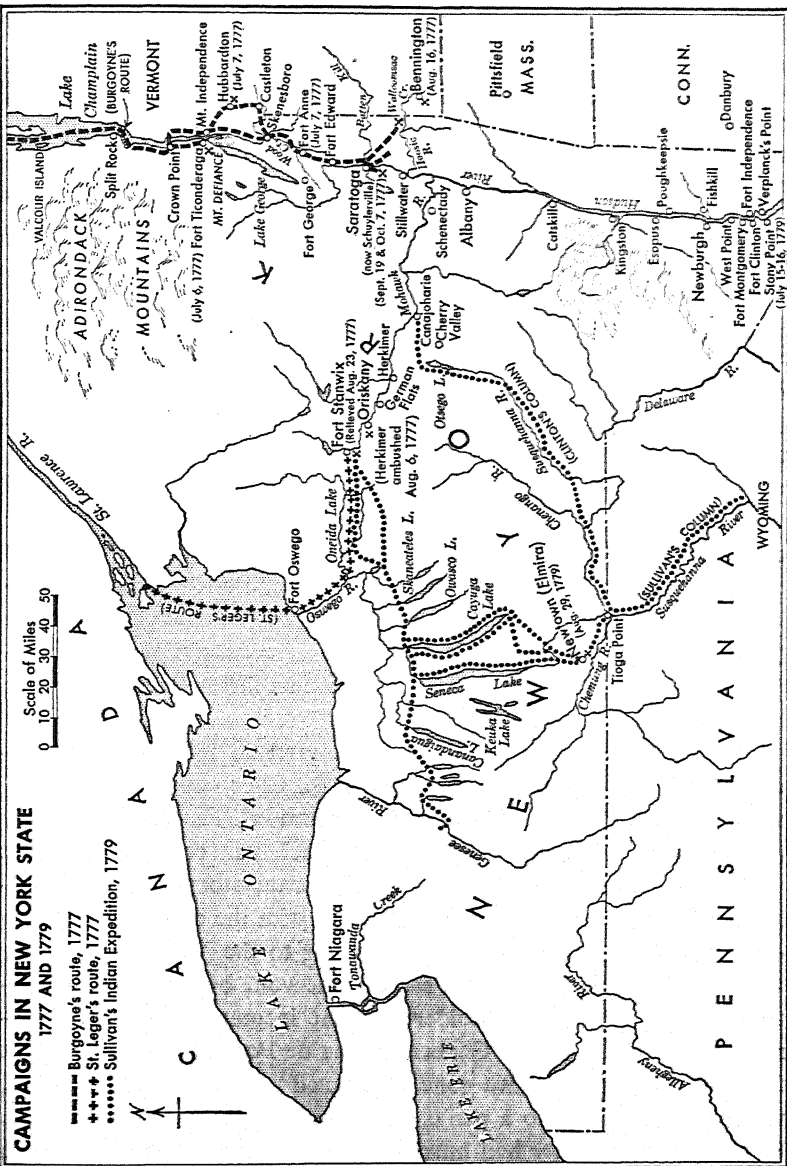 CAMPAIGNS IN NEW YORK STATE
1777 AND 1779
Burgoyne's route, 1777
St. Leger's route, 1777
Sullivan's Indian Expedition, 1779
N
Scale of Miles
0 10 20 30 40 50
CANADA
St. Lawrence R.
LAKE ONTARIO
LAKE ERIE
Fort Niagara
Tonawanda
Creek
(ST. LEGER'S
ROUTE)
Fort Oswego
Oswego R.
Oneida Lake
Fort Stanwix
(Relieved Aug. 23, 1777)
Oriskany
(Herkimer
ambushed
Aug. 6, 1777)
Herkimer
German
Flats
Mohawk
R.
Canajoharie
Cherry
Valley
Otsego L.
Susquehanna R.
(CLINTON'S COLUMN)
Chenango
R.
Skaneateles L.
Owasco L.
Cayuga
Lake
Seneca
Lake
Keuka
Lake
Canandaigua
L.
Genesee
River
Newtown (Elmira)
(Aug. 29, 1779)
Chemung R.
Tioga Point
(SULLIVAN'S
COLUMN)
Susquehanna
River
WYOMING
Allegheny
River
PENNSYLVANIA
NEW YORK
Delaware
R.
Lake
Champlain
(BURGOYNE'S
ROUTE)
VERMONT
VALCOUR ISLAND
Split Rock
ADIRONDACK
MOUNTAINS
Crown Point
Mt. Independence
(July 6, 1777) Fort Ticonderoga
MT. DEFIANCE
Hubbardton
(July 7, 1777)
Castleton
Skenesboro
Wood
Lake George
Fort Anne
(July 7, 1777)
Fort George
Fort Edward
Saratoga
(now Schuylerville)
(Sept. 19 & Oct. 7, 1777)
Batten
Kill
Walloomsac
Cr.
Hoosic
R.
Bennington
(Aug. 16, 1777)
Stillwater
Schenectady
Albany
River
Hudson
Pittsfield
MASS.
CONN.
Danbury
Catskill
Kingston
Esopus
Poughkeepsie
Fishkill
Newburgh
West Point
Fort Montgomery
Fort Independence
Fort Clinton
Verplanck's Point
Stony Point
(July 15-16, 1779)